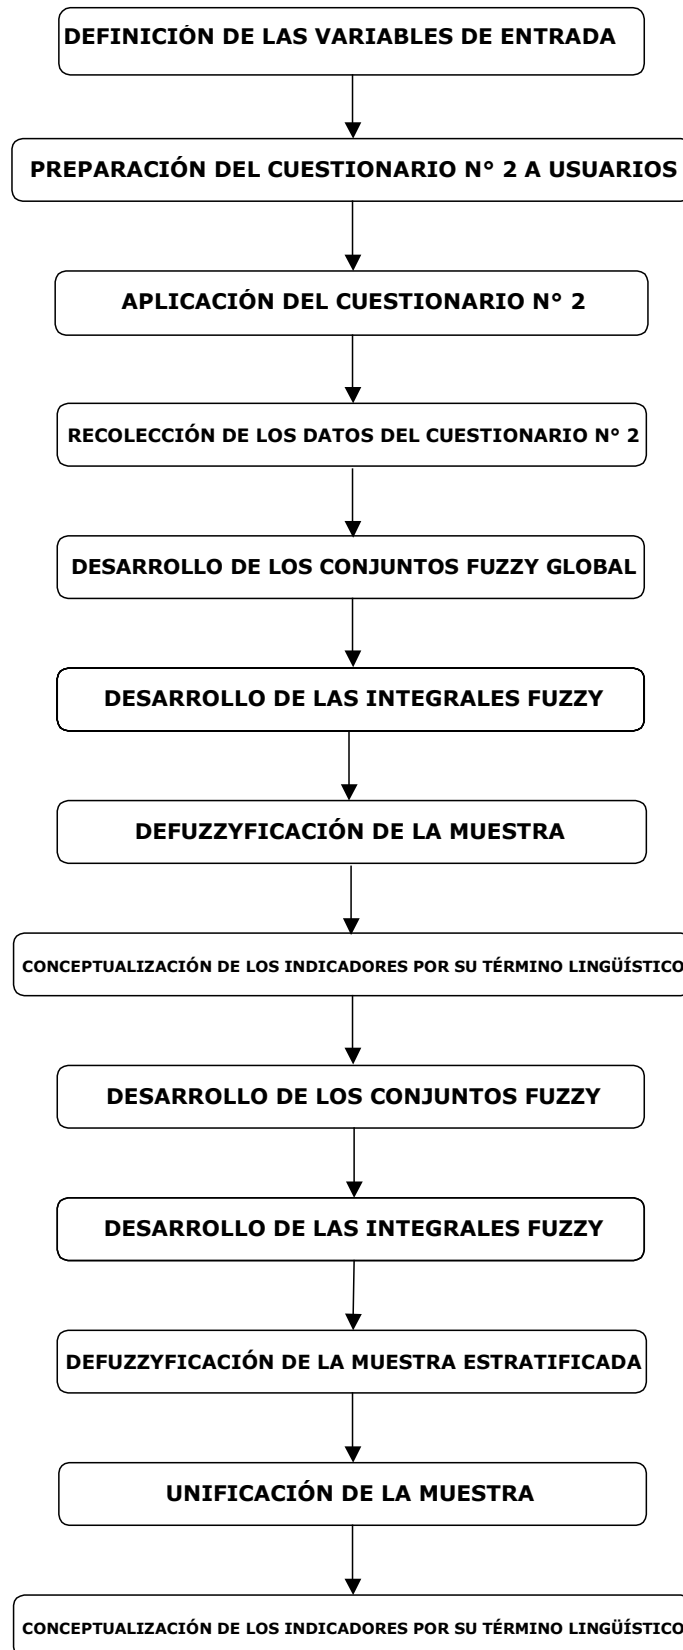 DEFINICIÓN DE LAS VARIABLES DE ENTRADA
PREPARACIÓN DEL CUESTIONARIO N° 2 A USUARIOS
APLICACIÓN DEL CUESTIONARIO N° 2
RECOLECCIÓN DE LOS DATOS DEL CUESTIONARIO N° 2
DESARROLLO DE LOS CONJUNTOS FUZZY GLOBAL
DESARROLLO DE LAS INTEGRALES FUZZY
DEFUZZYFICACIÓN DE LA MUESTRA
CONCEPTUALIZACIÓN DE LOS INDICADORES POR SU TÉRMINO LINGÜÍSTICO
DESARROLLO DE LOS CONJUNTOS FUZZY
DESARROLLO DE LAS INTEGRALES FUZZY
DEFUZZYFICACIÓN DE LA MUESTRA ESTRATIFICADA
UNIFICACIÓN DE LA MUESTRA
CONCEPTUALIZACIÓN DE LOS INDICADORES POR SU TÉRMINO LINGÜÍSTICO